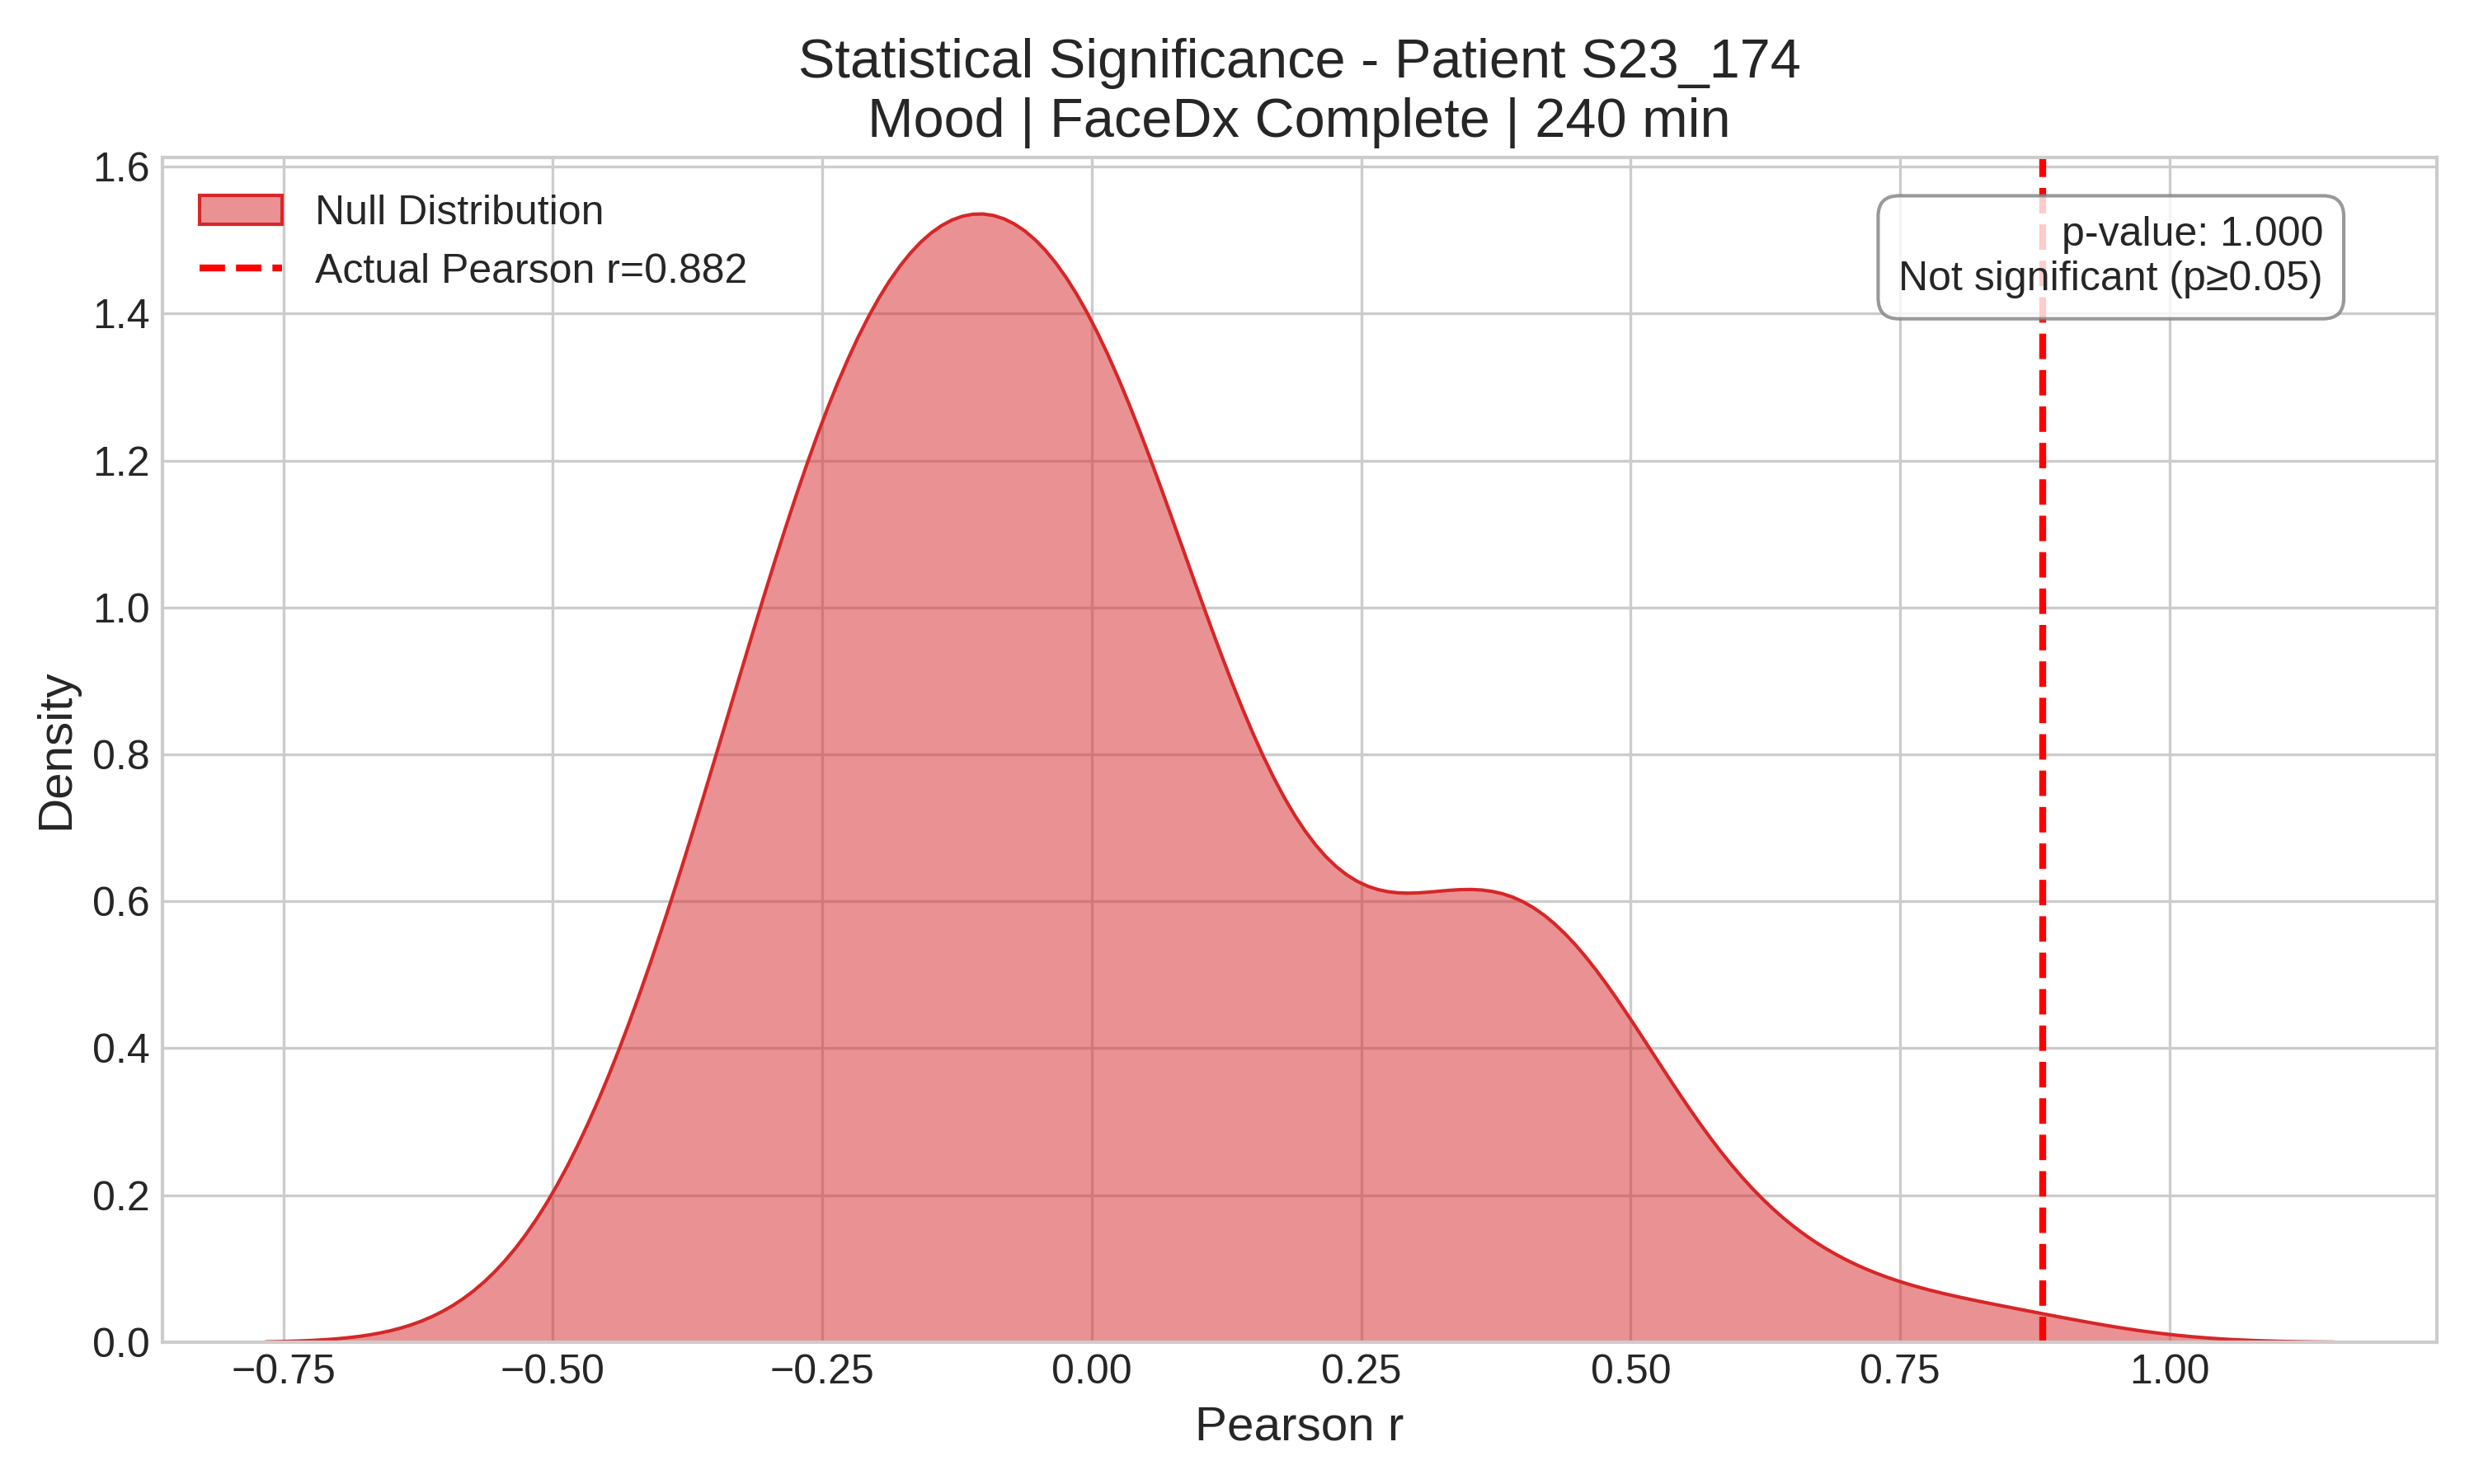 Statistical Significance - Patient S23_174
Mood | FaceDx Complete | 240 min
Null Distribution
Actual Pearson r=0.882
p-value: 1.000
Not significant (p≥0.05)
Density
1.6
1.4
1.2
1.0
0.8
0.6
0.4
0.2
0.0
−0.75 −0.50 −0.25 0.00 0.25 0.50 0.75 1.00
Pearson r